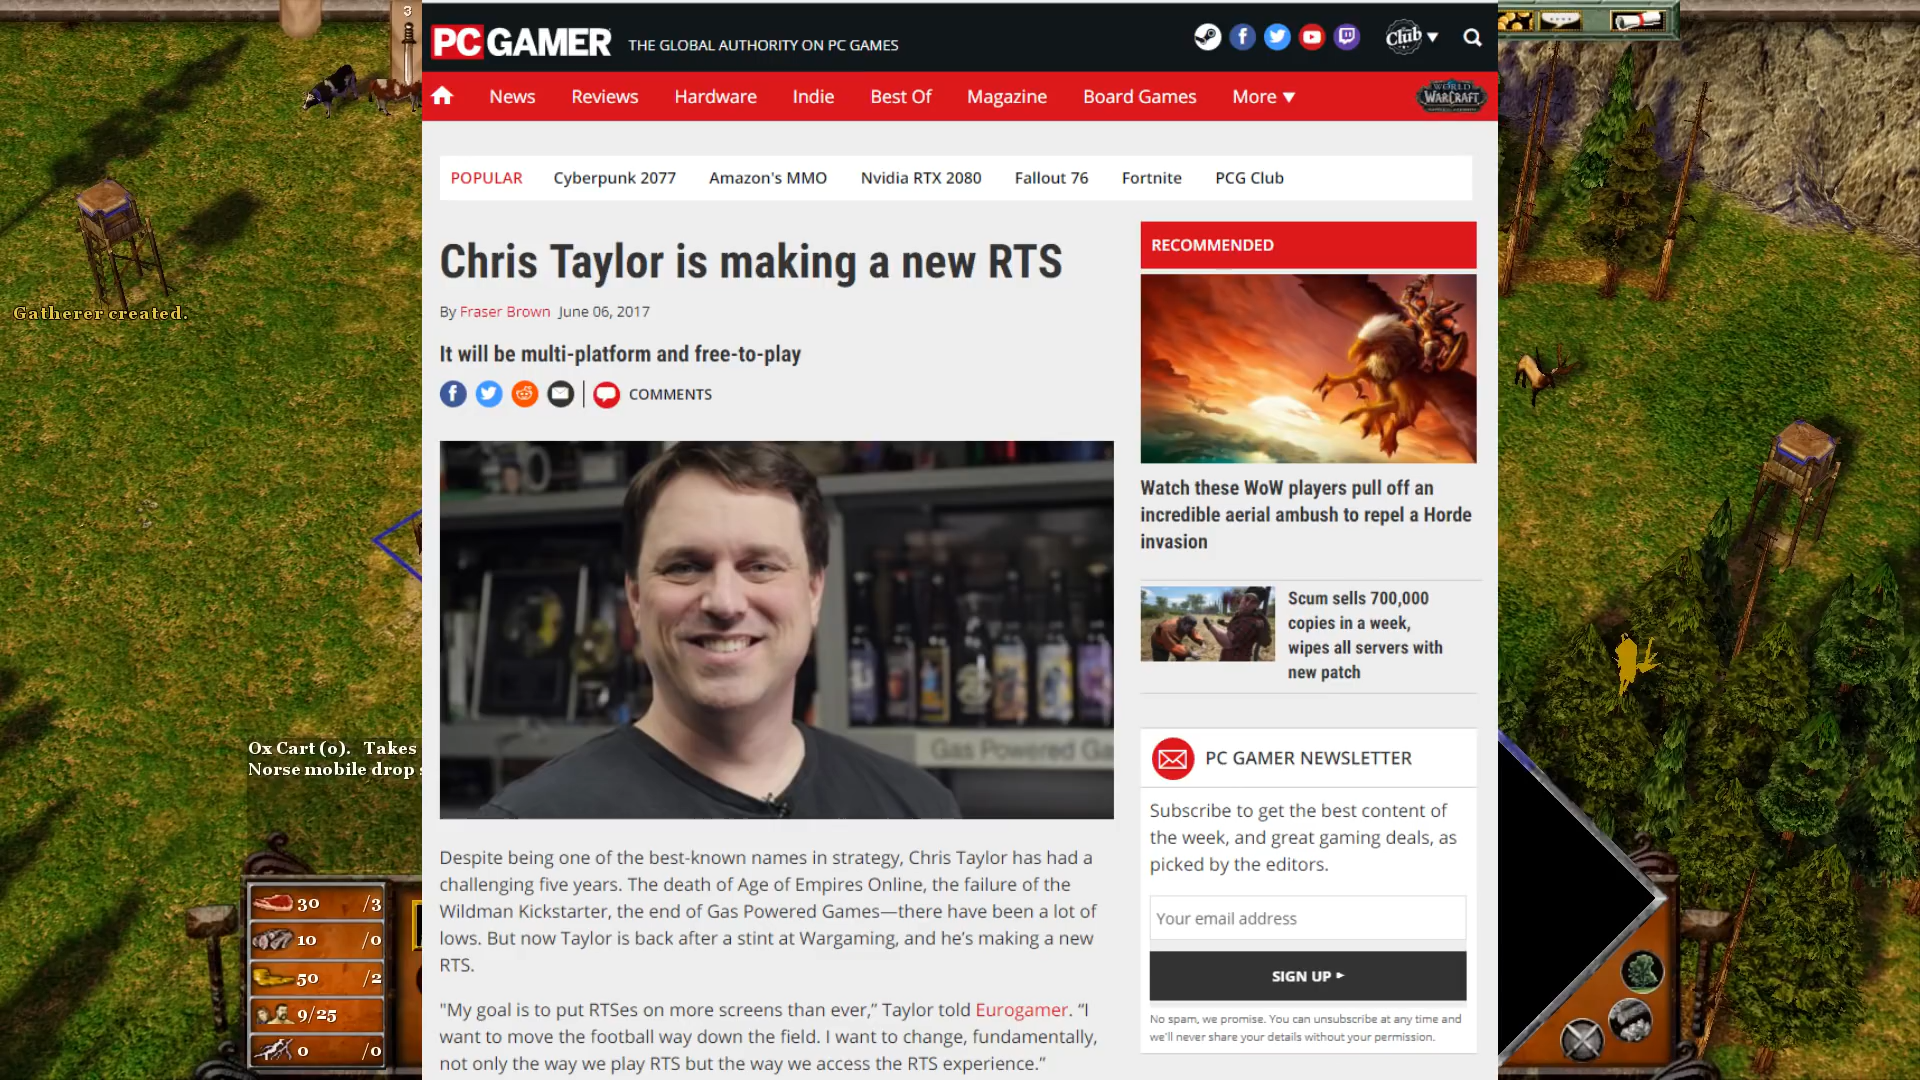 3
PC GAMER THE GLOBAL AUTHORITY ON PC GAMES
Club
News Reviews Hardware Indie Best Of Magazine Board Games More
WORLD WARCRAFT
POPULAR Cyberpunk 2077 Amazon's MMO Nvidia RTX 2080 Fallout 76 Fortnite PCG Club
Chris Taylor is making a new RTS
By Fraser Brown June 06, 2017
It will be multi-platform and free-to-play
COMMENTS
Gas Powered Ga
Despite being one of the best-known names in strategy, Chris Taylor has had a
challenging five years. The death of Age of Empires Online, the failure of the
Wildman Kickstarter, the end of Gas Powered Games—there have been a lot of
lows. But now Taylor is back after a stint at Wargaming, and he's making a new
RTS.
"My goal is to put RTSes on more screens than ever,” Taylor told Eurogamer. “I
want to move the football way down the field. I want to change, fundamentally,
not only the way we play RTS but the way we access the RTS experience.”
RECOMMENDED
Watch these WoW players pull off an
incredible aerial ambush to repel a Horde
invasion
Scum sells 700,000
copies in a week,
wipes all servers with
new patch
PC GAMER NEWSLETTER
Subscribe to get the best content of
the week, and great gaming deals, as
picked by the editors.
Your email address
SIGN UP
No spam, we promise. You can unsubscribe at any time and
we'll never share your details without your permission.
Gatherer created.
Ox Cart (0). Takes
Norse mobile drop
30 /3
10 /0
50 /2
9/25
0 /0